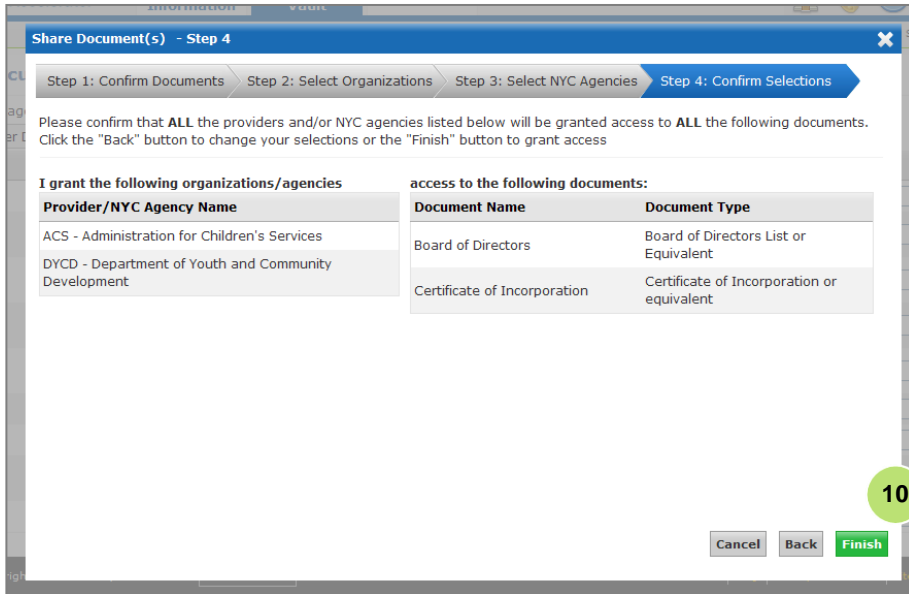 Information Vault
Share Document(s) - Step 4
Step 1: Confirm Documents Step 2: Select Organizations Step 3: Select NYC Agencies Step 4: Confirm Selections
Please confirm that ALL the providers and/or NYC agencies listed below will be granted access to ALL the following documents.
Click the "Back" button to change your selections or the "Finish" button to grant access
I grant the following organizations/agencies access to the following documents:
Provider/NYC Agency Name Document Name Document Type
ACS - Administration for Children's Services
Board of Directors
Board of Directors List or
Equivalent
DYCD - Department of Youth and Community
Development
Certificate of Incorporation
Certificate of Incorporation or
equivalent
10
Cancel Back Finish